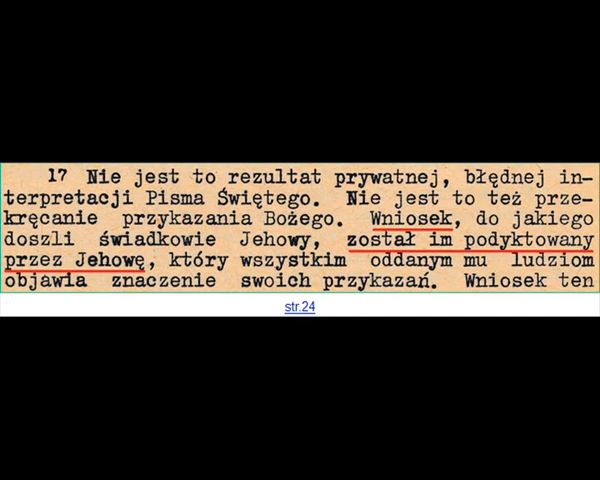 17 Nie jest to rezultat prywatnej, błędnej in-
terpretacji Pisma Świętego. Nie jest to też prze-
kręcanie przykazania Bożego. Wniosek, do jakiego
doszli świadkowie Jehowy, został im podyktowany
przez Jehowę, który wszystkim oddanym mu ludziom
objawia znaczenie swoich przykazań. Wniosek ten
str.24